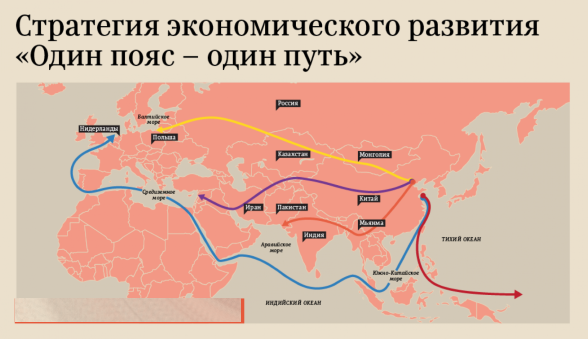 Стратегия экономического развития
«Один пояс – один путь»
Россия
Балтийское
море
Нидерланды
Польша
Казахстан
Монголия
Средиземное
море
Китай
Иран
Пакистан
Мьянма
Индия
ТИХИЙ ОКЕАН
Аравийское
море
Южно-Китайское
море
ИНДИЙСКИЙ ОКЕАН